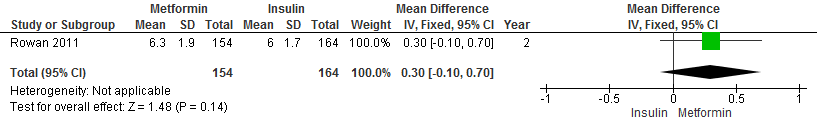 Metformin Insulin Mean Difference Mean Difference
Study or Subgroup Mean SD Total Mean SD Total Weight IV, Fixed, 95% CI Year IV, Fixed, 95% CI
Rowan 2011 6.3 1.9 154 6 1.7 164 100.0% 0.30 [-0.10, 0.70] 2
Total (95% CI) 154 164 100.0% 0.30 [-0.10, 0.70]
Heterogeneity: Not applicable
Test for overall effect: Z = 1.48 (P = 0.14)
-1 -0.5 0 0.5 1
Insulin Metformin